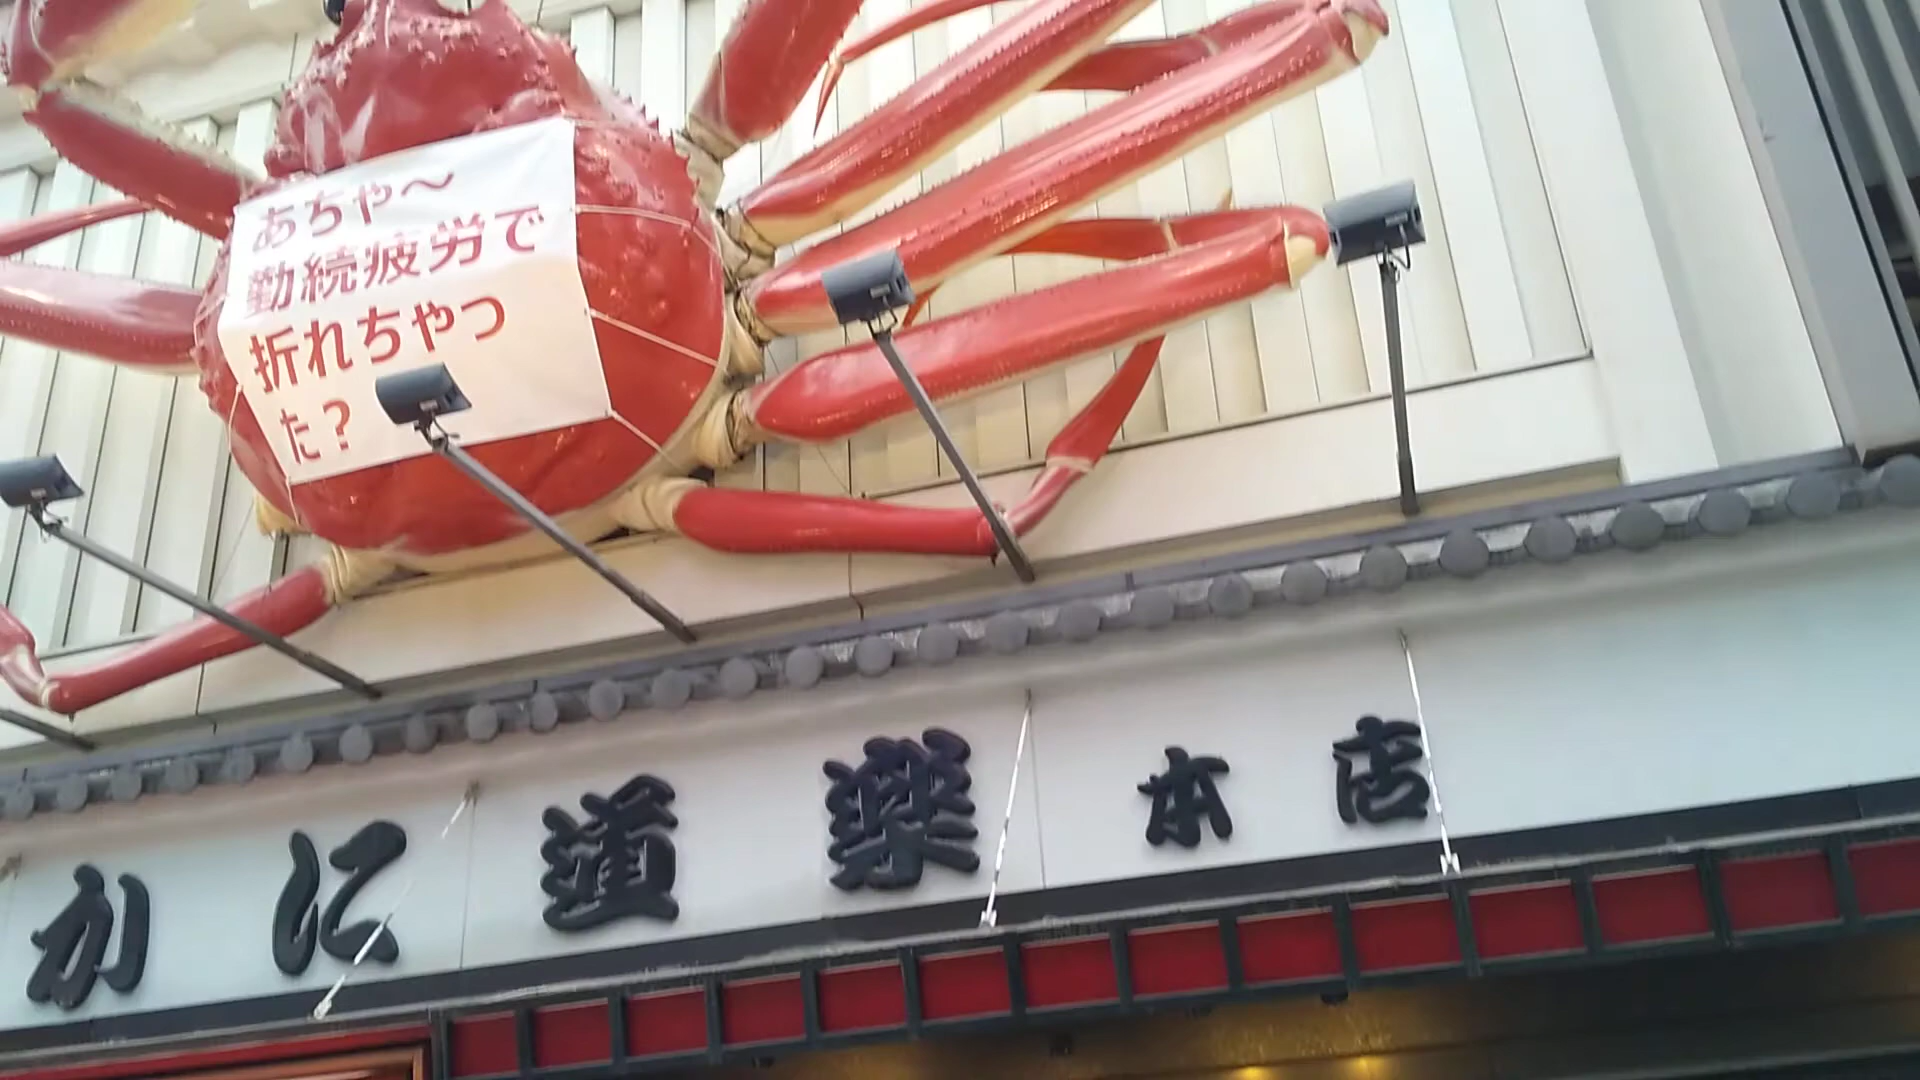 あちゃ～
勤続疲労で
折れちゃっ
た？
かに道楽 本店